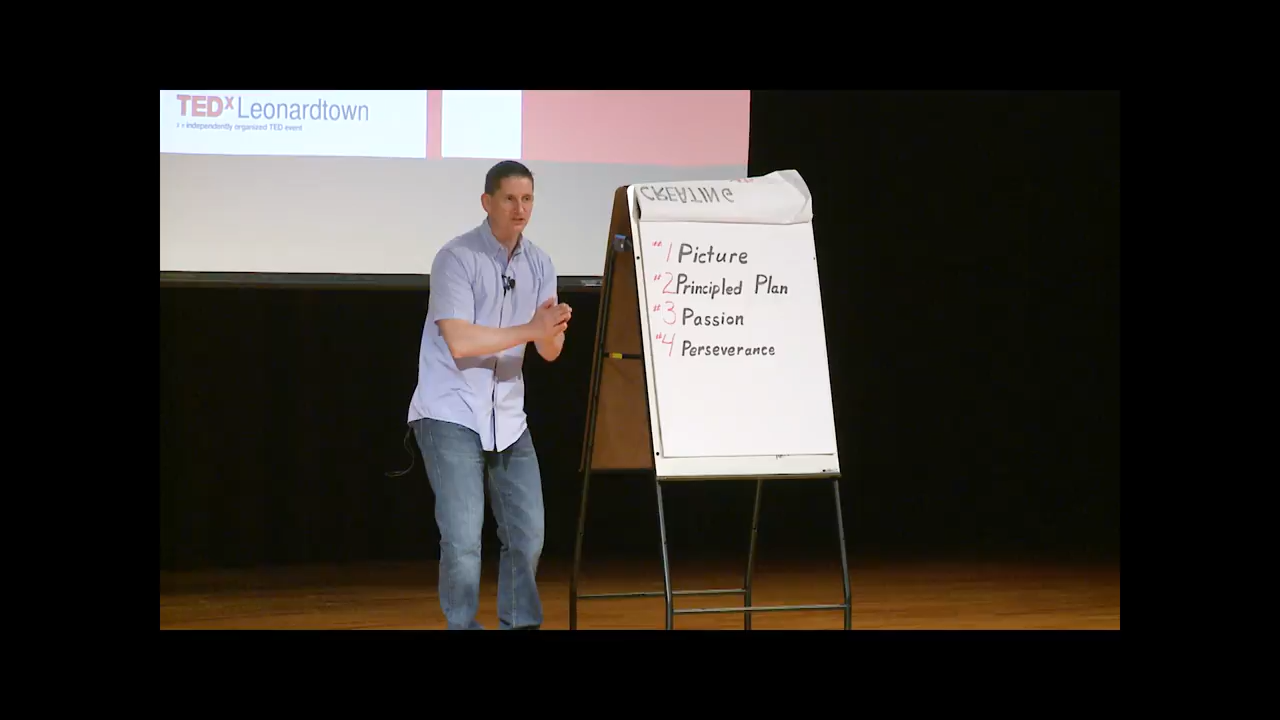 TEDx Leonardtown
x = independently organized TED event
CREATING
#1 Picture
#2 Principled Plan
#3 Passion
#4 Perseverance